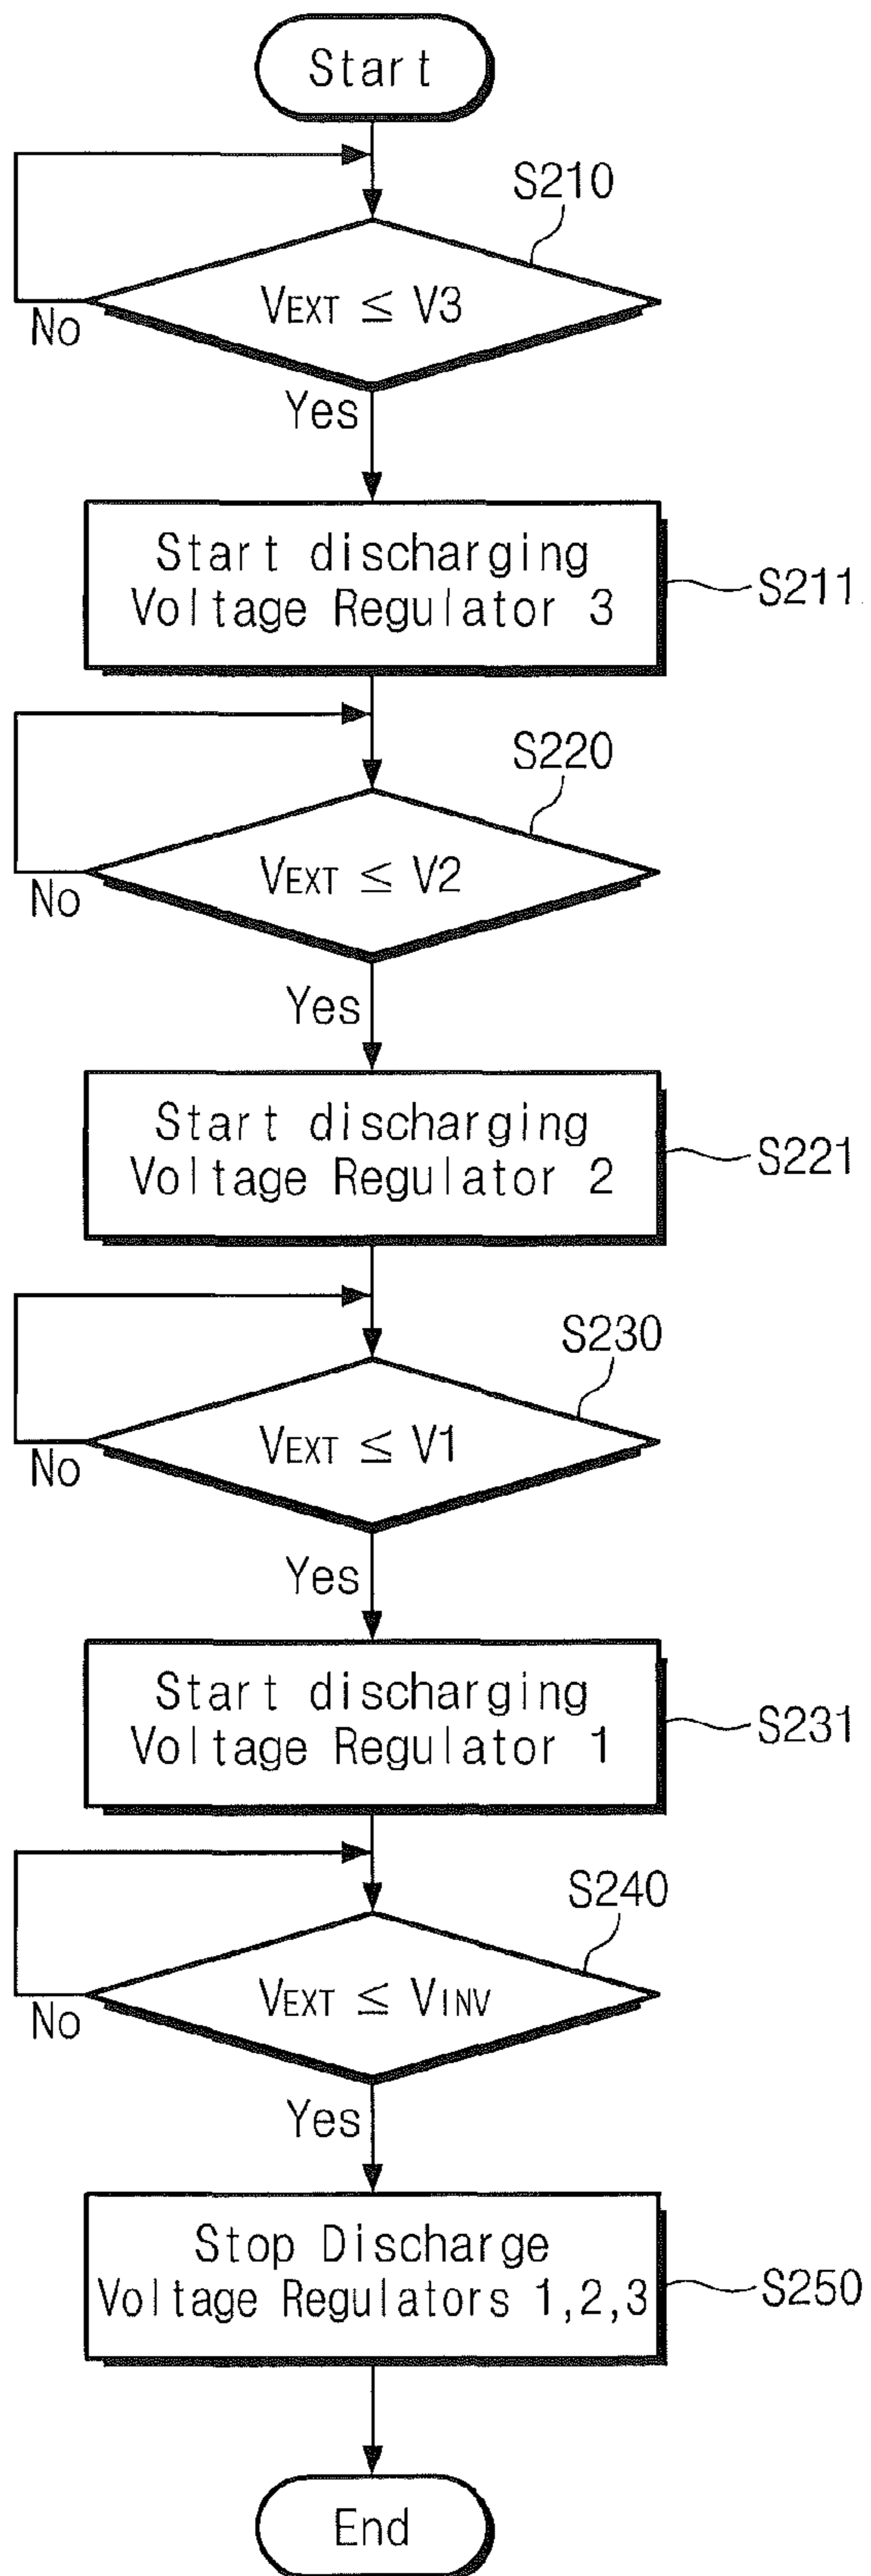 Start
S210
VEXT ≤ V3
No
Yes
Start discharging
Voltage Regulator 3
S211
S220
VEXT ≤ V2
No
Yes
Start discharging
Voltage Regulator 2
S221
S230
VEXT ≤ V1
No
Yes
Start discharging
Voltage Regulator 1
S231
S240
VEXT ≤ VINV
No
Yes
Stop Discharge
Voltage Regulators 1,2,3
S250
End